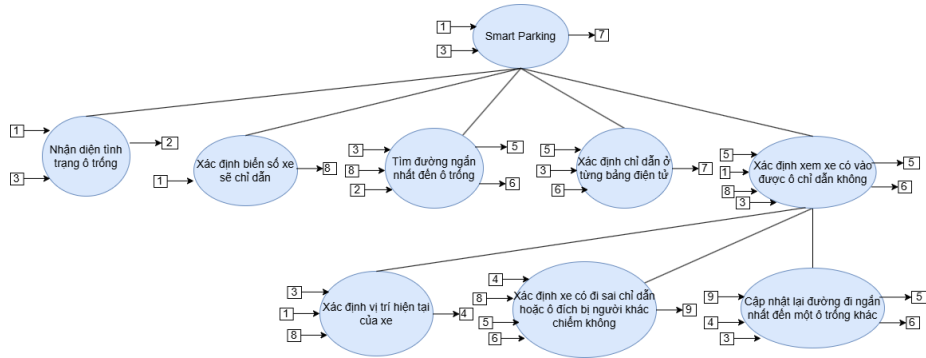 1
Smart Parking
7
3
1
Nhận diện tình
trạng ô trống
2
3
Xác định biển số xe
sẽ chỉ dẫn
1
8
3
8
2
Tìm đường ngắn
nhất đến ô trống
5
6
5
3
6
Xác định chỉ dẫn ở
từng bảng điện tử
7
5
1
8
3
Xác định xem xe có vào
được ô chỉ dẫn không
5
6
3
1
8
Xác định vị trí hiện tại
của xe
4
4
8
5
6
Xác định xe có đi sai chỉ dẫn
hoặc ô đích bị người khác
chiếm không
9
9
4
3
Cập nhật lại đường đi ngắn
nhất đến một ô trống khác
5
6